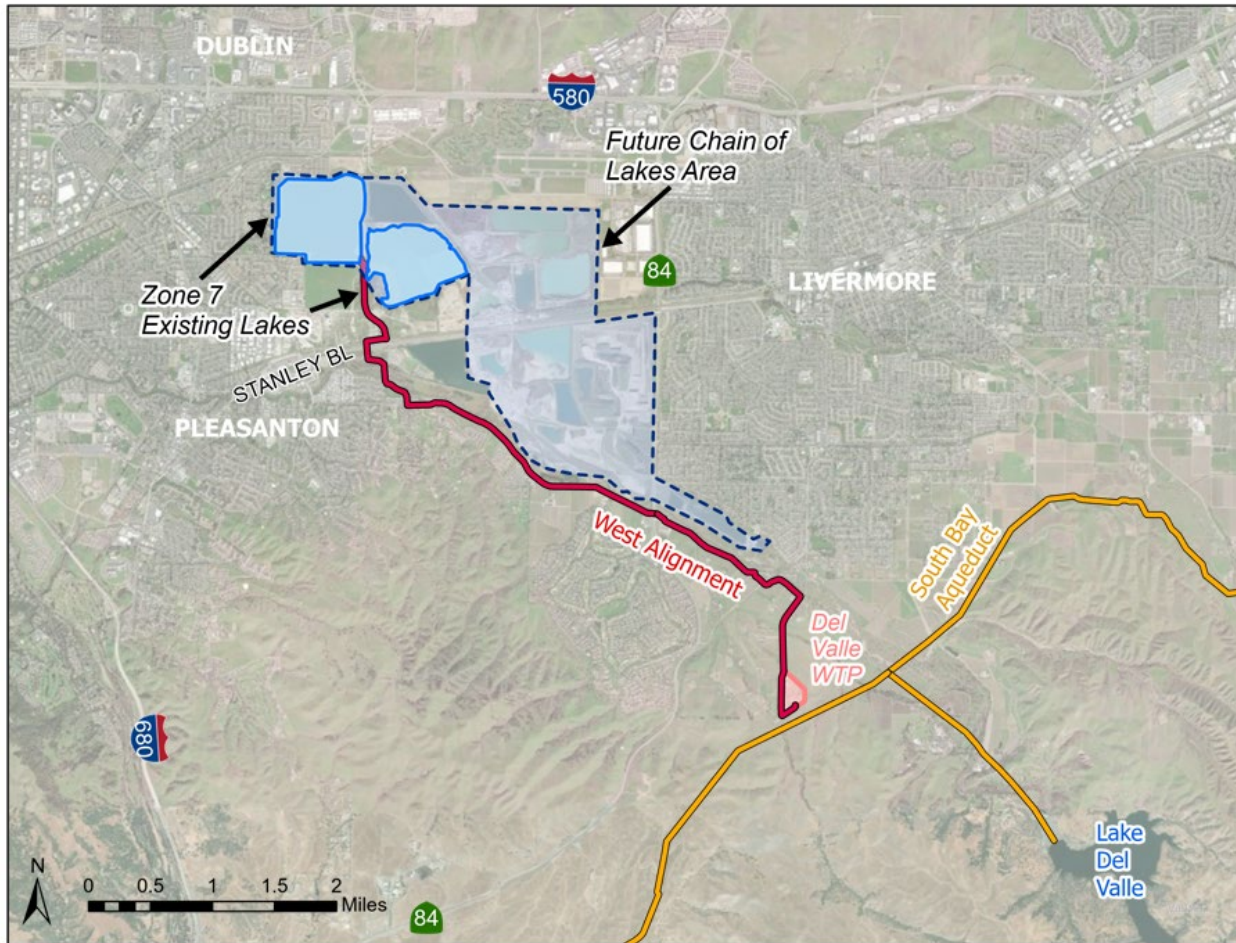 DUBLIN
580
Future Chain of
Lakes Area
84
LIVERMORE
Zone 7
Existing Lakes
STANLEY BL
PLEASANTON
West Alignment
South Bay
Aqueduct
Del
Valle
WTP
680
Lake
Del
Valle
N
0 0.5 1 1.5 2
Miles
84